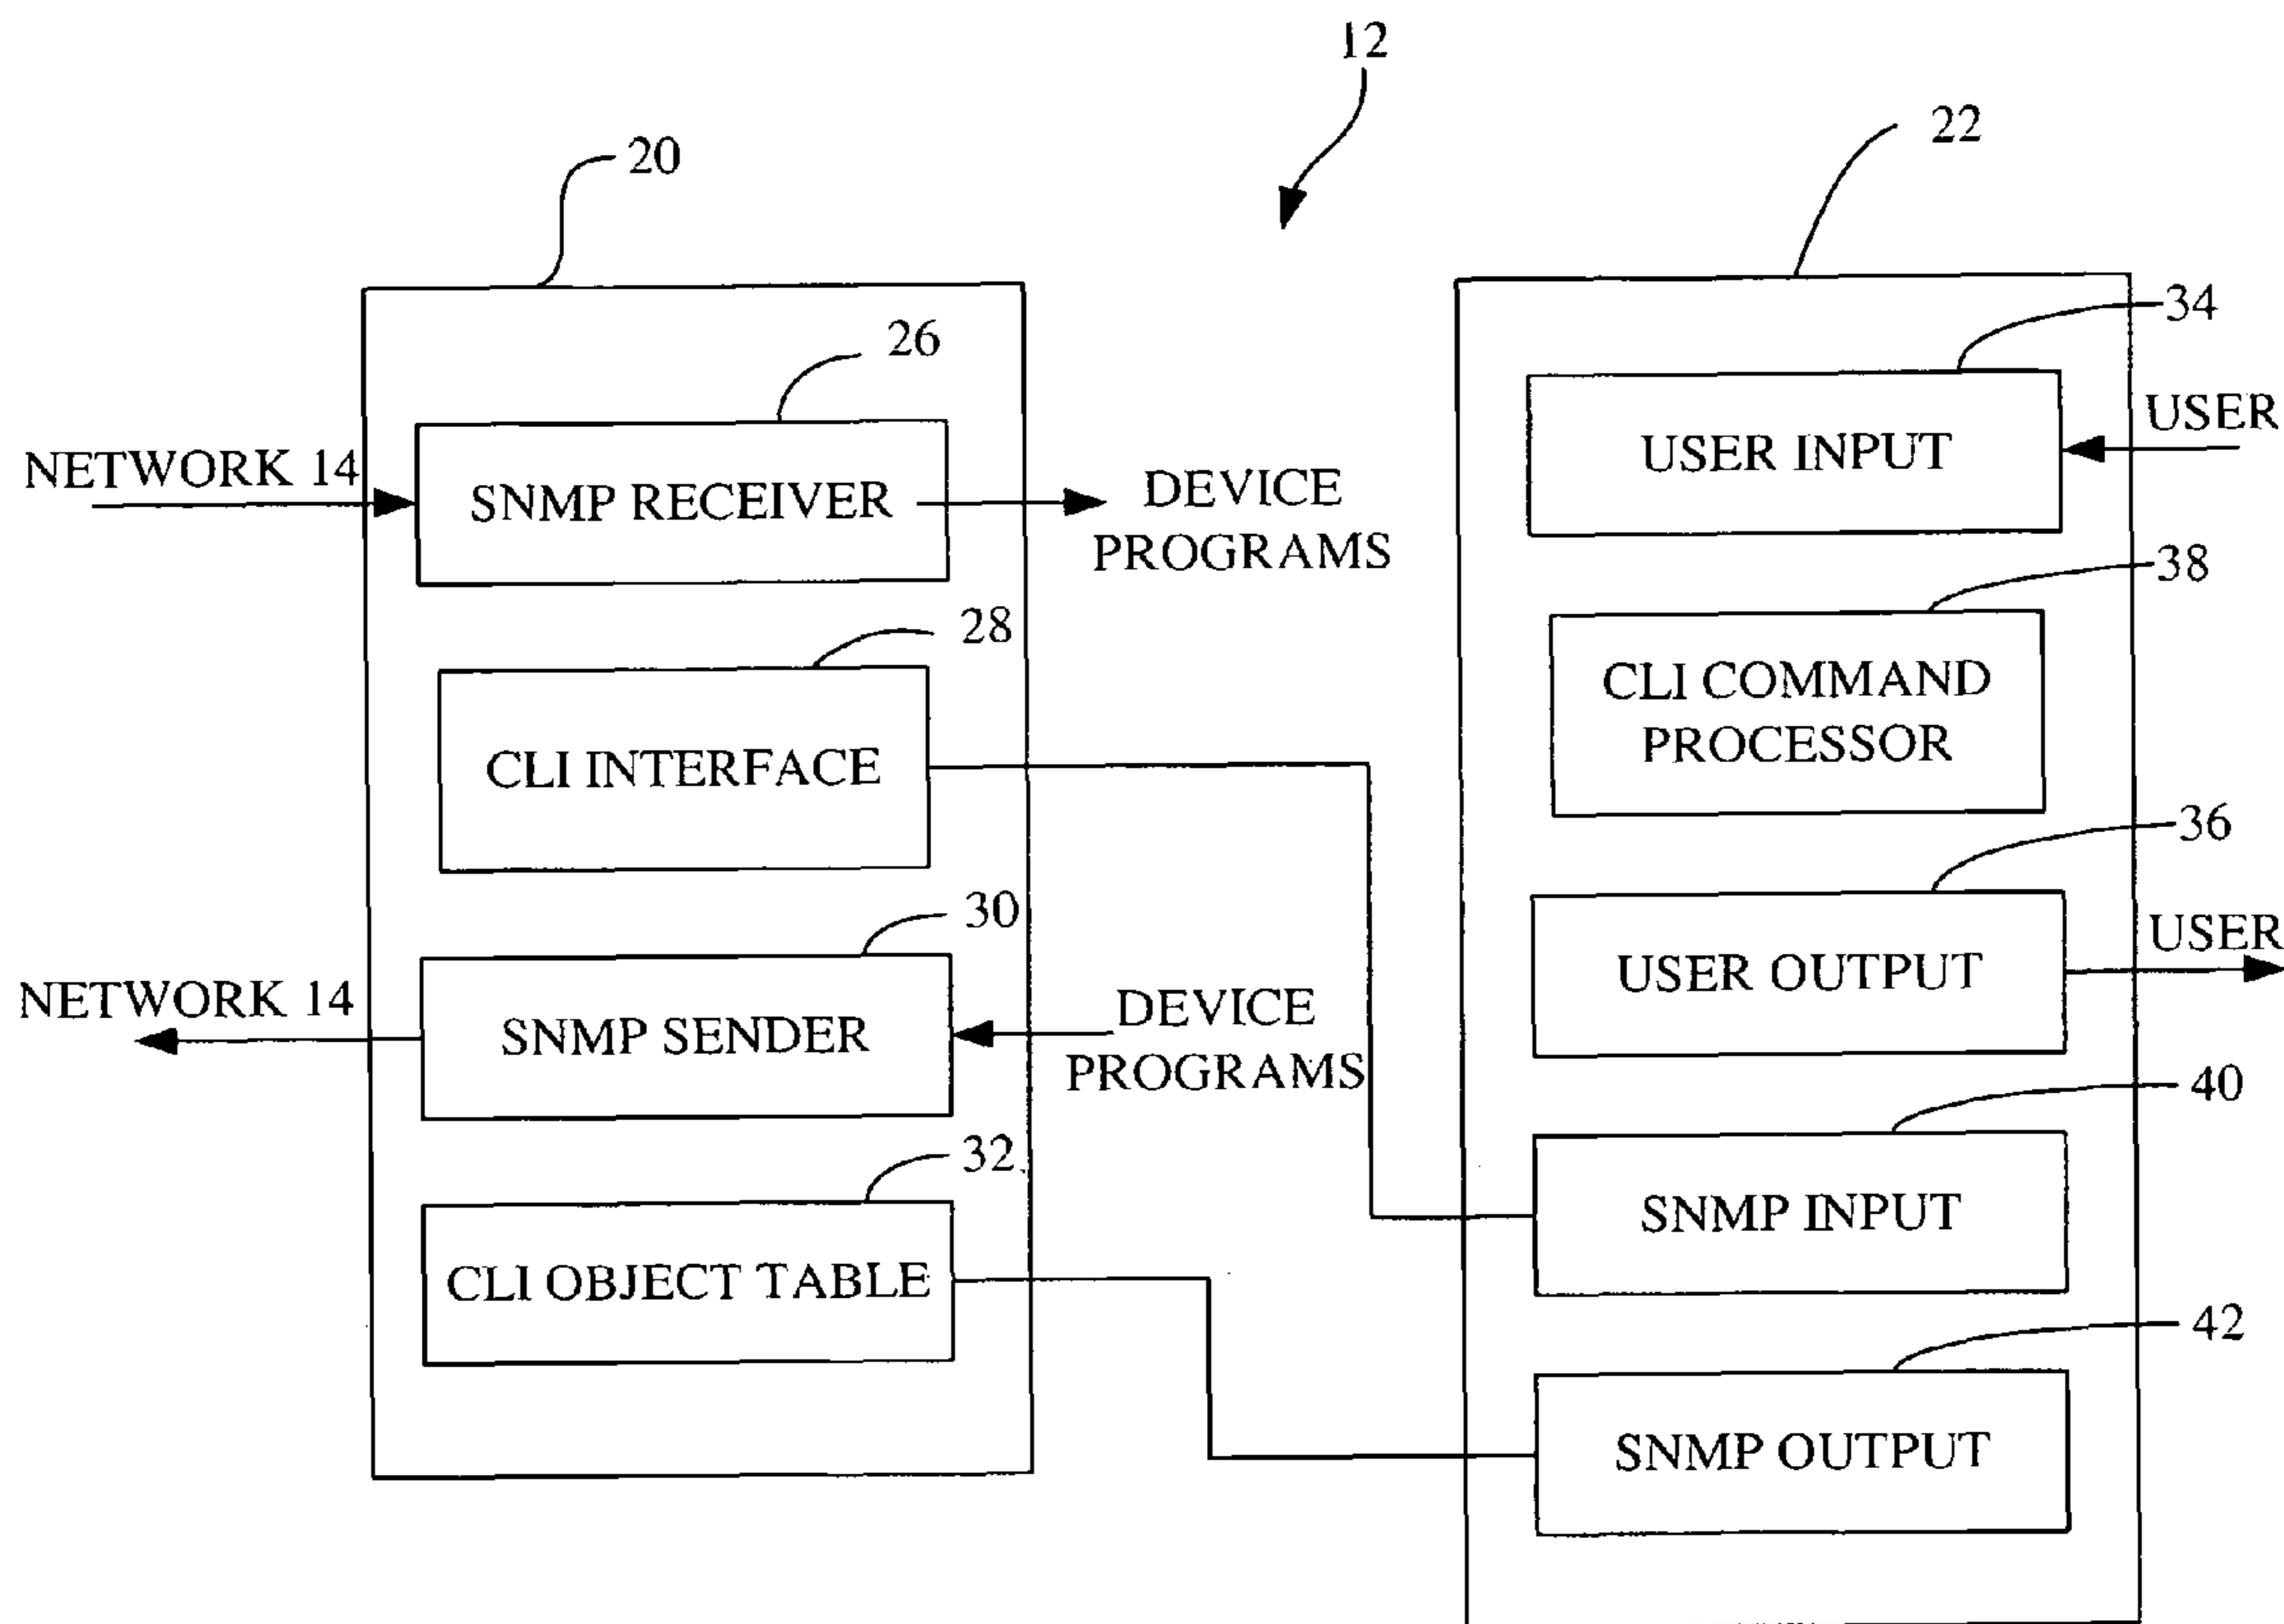 12
20
22
26
34
NETWORK 14
SNMP RECEIVER
DEVICE
PROGRAMS
USER INPUT
USER
28
CLI INTERFACE
38
CLI COMMAND
PROCESSOR
30
NETWORK 14
SNMP SENDER
DEVICE
PROGRAMS
36
USER OUTPUT
USER
32
CLI OBJECT TABLE
40
SNMP INPUT
42
SNMP OUTPUT